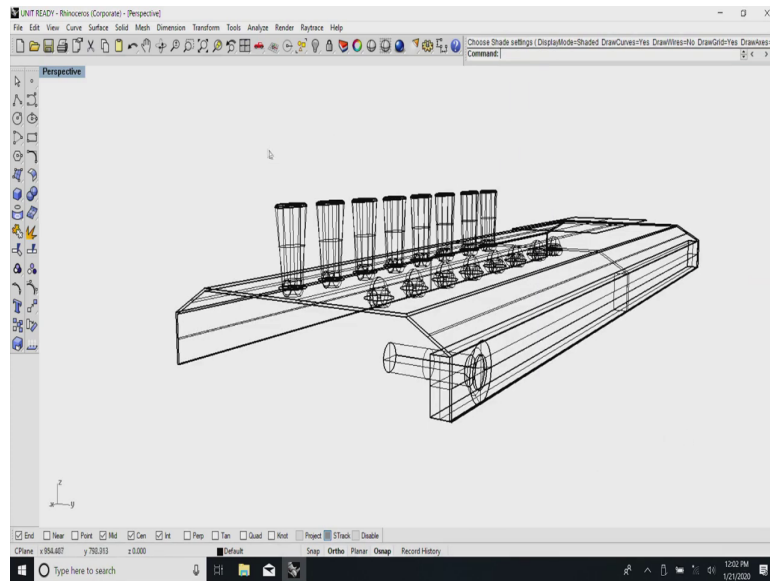 UNIT READY - Rhinoceros (Corporate) - [Perspective]
File Edit View Curve Surface Solid Mesh Dimension Transform Tools Analyze Render Raytrace Help
Choose Shade settings ( DisplayMode=Shaded DrawCurves=Yes DrawWires=No DrawGrid=Yes DrawAxes=
Command:
Perspective
z
x y
End Near Point Mid Cen Int Perp Tan Quad Knot Project STrack Disable
CPlane x 954.487 y 793.313 z 0.000 Default Snap Ortho Planar Osnap Record History
Type here to search
12:02 PM
1/21/2020